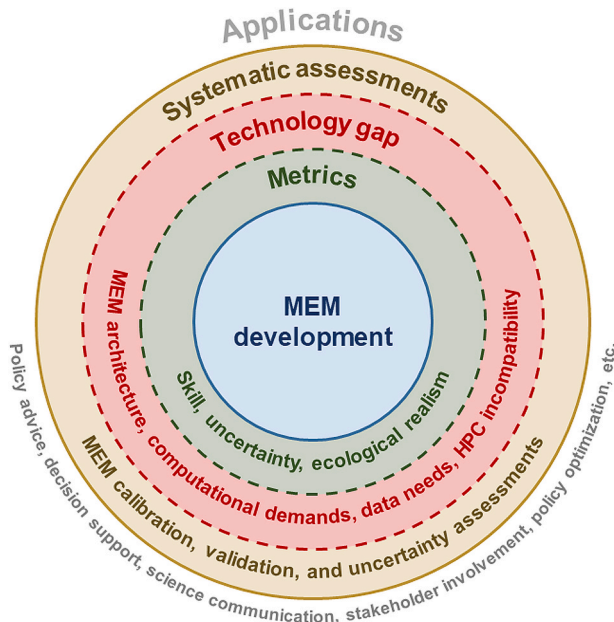 Applications
Systematic assessments
Technology gap
Metrics
MEM
development
Skill, uncertainty, ecological realism
MEM architecture, computational demands, data needs, HPC incompatibility
MEM calibration, validation, and uncertainty assessments
Policy advice, decision support, science communication, stakeholder involvement, policy optimization, etc.